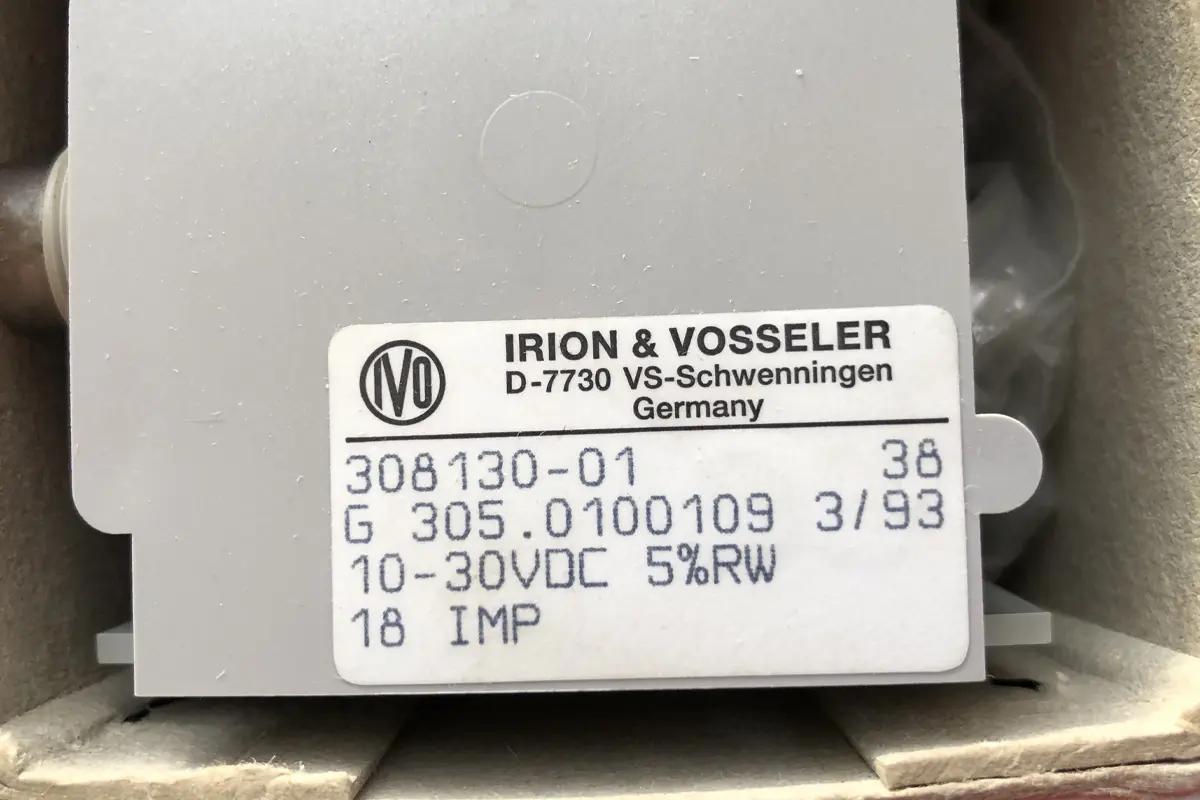 IVO
IRION & VOSSELER
D-7730 VS-Schwenningen
Germany
308130-01 38
G 305.0100109 3/93
10-30VDC 5%RW
18 IMP